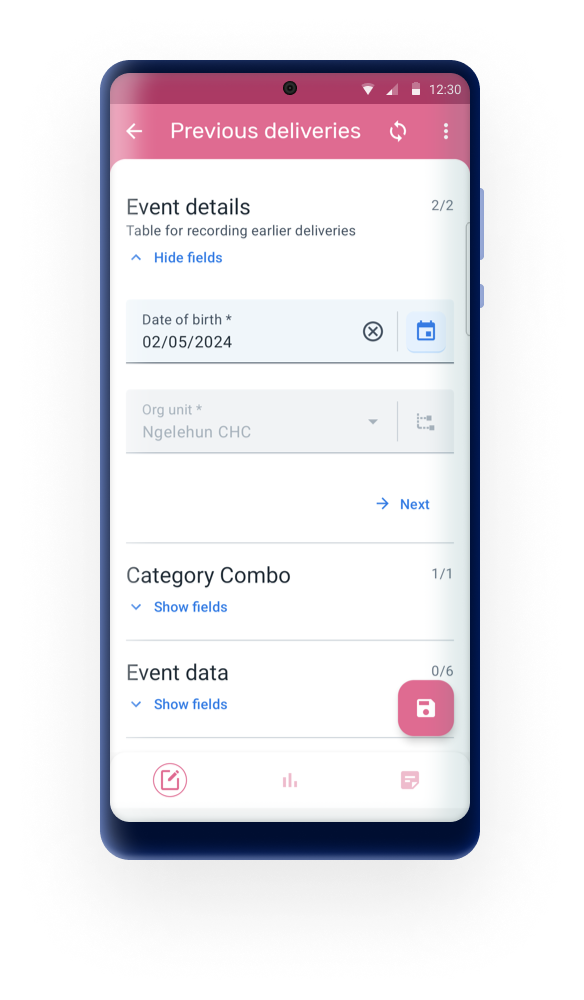 12:30
Previous deliveries
Event details 2/2
Table for recording earlier deliveries
Hide fields
Date of birth *
02/05/2024
Org unit *
Ngelehun CHC
Next
Category Combo 1/1
Show fields
Event data 0/6
Show fields